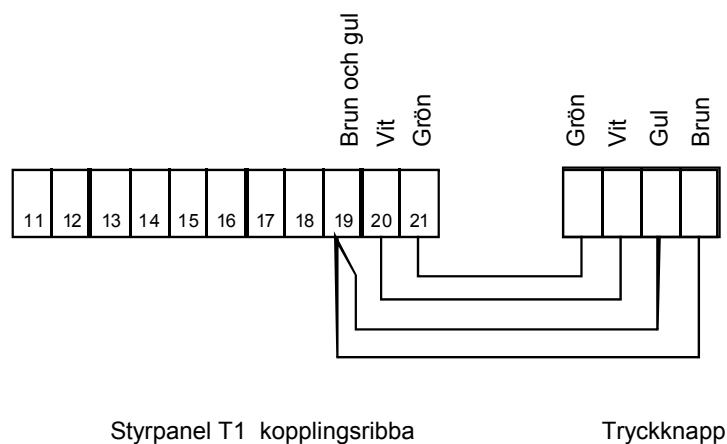 Brun och gul
Vit
Grön
Grön
Vit
Gul
Brun
11 12 13 14 15 16 17 18 19 20 21
Styrpanel T1 kopplingsribba
Tryckknapp